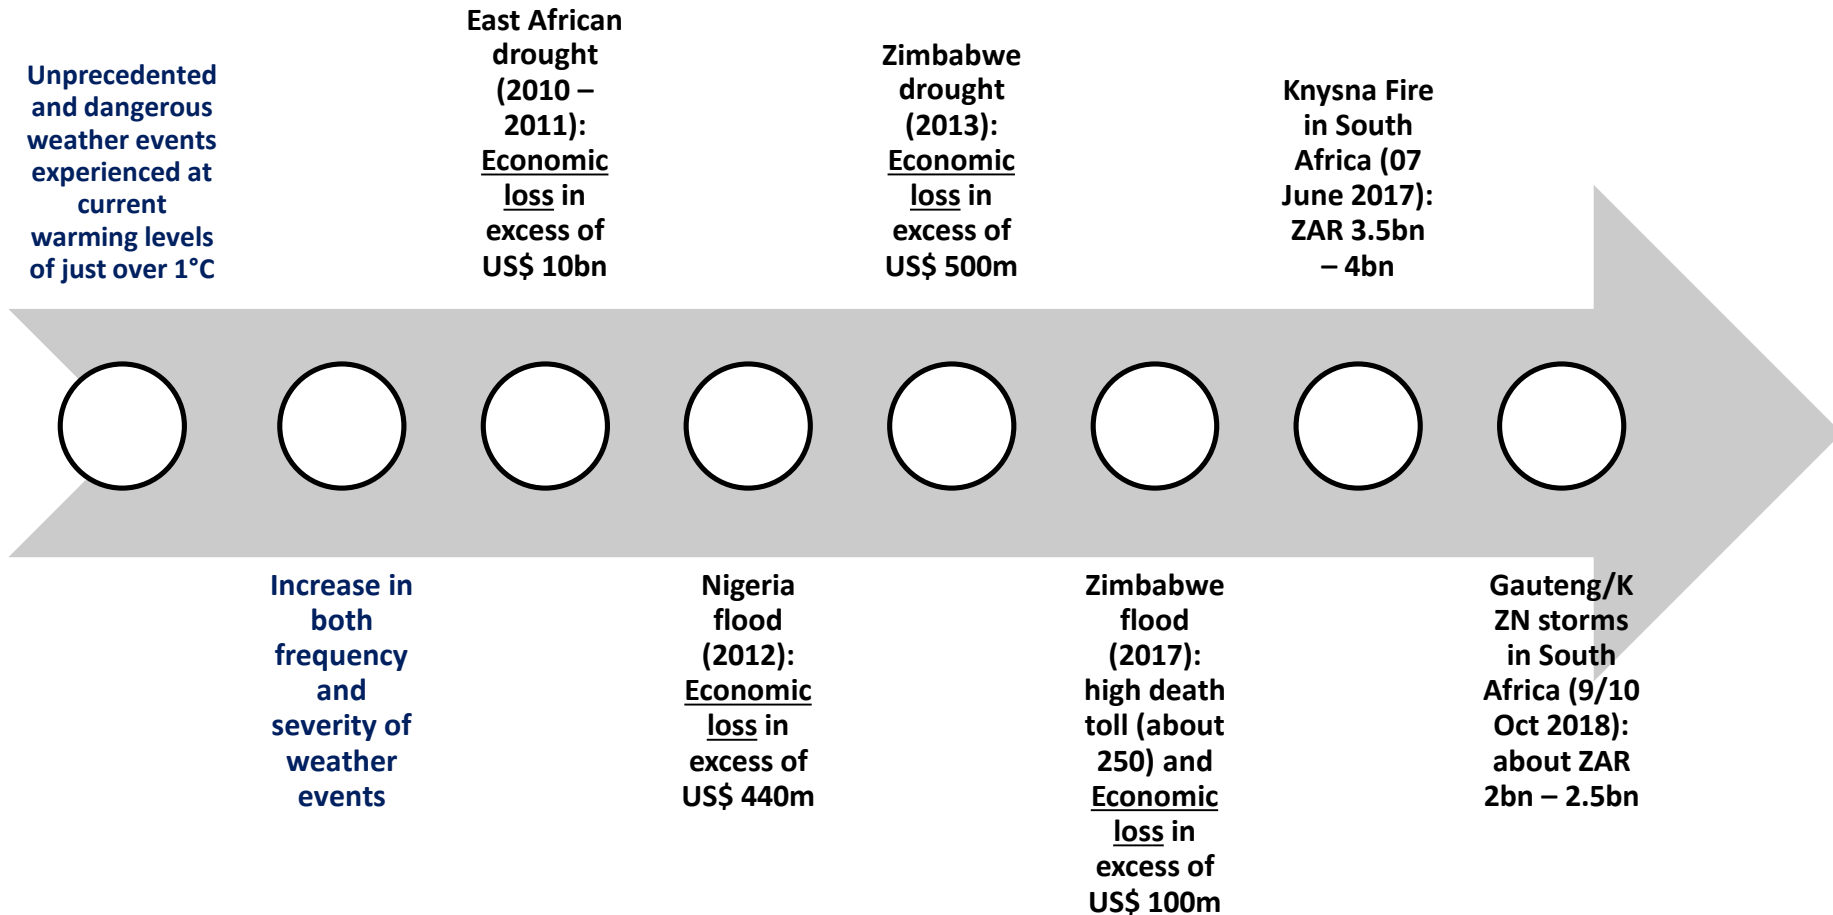 Unprecedented
and dangerous
weather events
experienced at
current
warming levels
of just over 1°C
Increase in
both
frequency
and
severity of
weather
events
East African
drought
(2010 –
2011):
Economic
loss in
excess of
US$ 10bn
Nigeria
flood
(2012):
Economic
loss in
excess of
US$ 440m
Zimbabwe
drought
(2013):
Economic
loss in
excess of
US$ 500m
Zimbabwe
flood
(2017):
high death
toll (about
250) and
Economic
loss in
excess of
US$ 100m
Knysna Fire
in South
Africa (07
June 2017):
ZAR 3.5bn
– 4bn
Gauteng/K
ZN storms
in South
Africa (9/10
Oct 2018):
about ZAR
2bn – 2.5bn